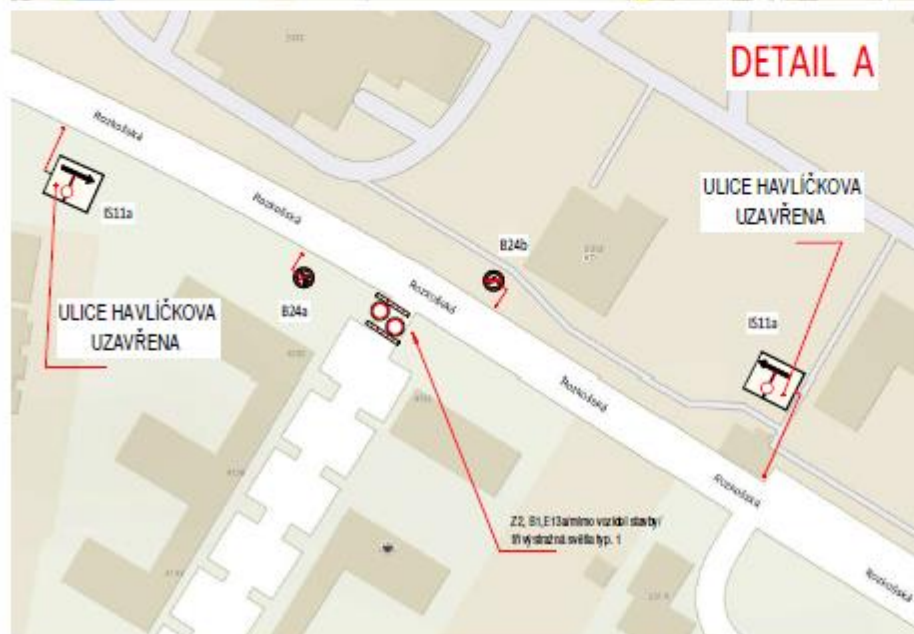 DETAIL A
Rozkošská
IS11a
ULICE HAVLÍČKOVA
UZAVŘENA
Rozkošská
B24a
Rozkošská
B24b
ULICE HAVLÍČKOVA
UZAVŘENA
IS11a
Rozkošská
Rozkošská
Rozkošská
Z2, B1,E13a/mimo vozidel stavby/
tři výstražná světla typ. 1